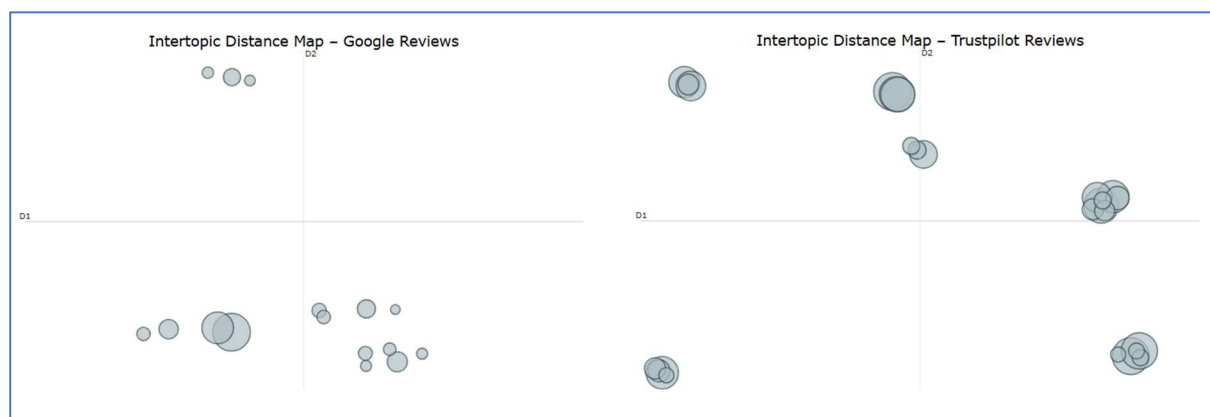 Intertopic Distance Map – Google Reviews
D2
D1
Intertopic Distance Map – Trustpilot Reviews
D2
D1